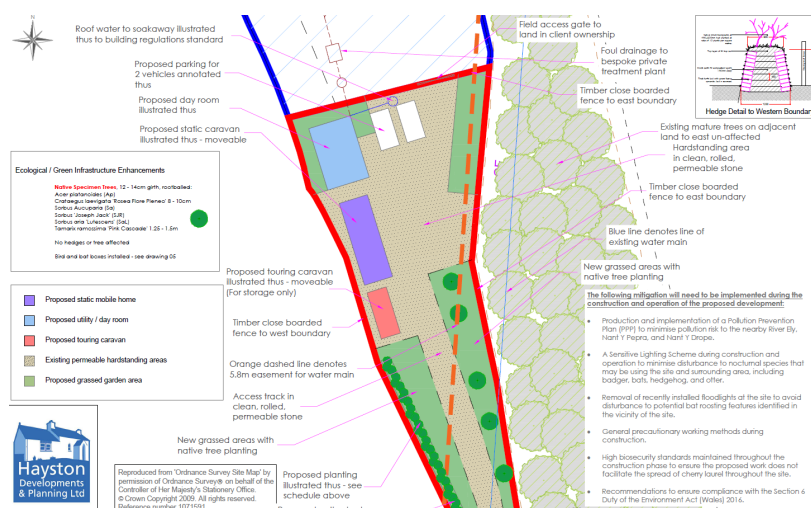 Roof water to soakaway illustrated
thus to building regulations standard
Proposed parking for
2 vehicles annotated
thus
Proposed day room
illustrated thus
Proposed static caravan
illustrated thus - moveable
Field access gate to
land in client ownership
Foul drainage to
bespoke private
treatment plant
Timber close boarded
fence to east boundary
Hedge Detail to Western Boundary
Existing mature trees on adjacent
land to east un-affected
Hardstanding area
in clean, rolled,
permeable stone
Timber close boarded
fence to east boundary
Blue line denotes line of
existing water main
New grassed areas with
native tree planting
Ecological / Green Infrastructure Enhancements
Native Specimen Trees, 12 - 14cm girth, rootballed:
Acer platanoides (Ap)
Crataegus laevigata 'Rosea Flore Pleneo' 8 - 10cm
Sorbus Aucuparia (Sa)
Sorbus 'Joseph Jack' (SJR)
Sorbus aria 'Lutescens' (SaL)
Tamarix ramossima 'Pink Cascade' 1.25 - 1.5m
No hedges or tree affected
Bird and bat boxes installed - see drawing 05
Proposed static mobile home
Proposed utility / day room
Proposed touring caravan
Existing permeable hardstanding areas
Proposed grassed garden area
Proposed touring caravan
illustrated thus - moveable
(For storage only)
Timber close boarded
fence to west boundary
Orange dashed line denotes
5.8m easement for water main
Access track in
clean, rolled,
permeable stone
New grassed areas with
native tree planting
Proposed planting
illustrated thus - see
schedule above
The following mitigation will need to be implemented during the
construction and operation of the proposed development:
• Production and implementation of a Pollution Prevention
Plan (PPP) to minimise pollution risk to the nearby River Ely,
Nant Y Pepra, and Nant Y Drope.
• A Sensitive Lighting Scheme during construction and
operation to minimise disturbance to nocturnal species that
may be using the site and surrounding area, including
badger, bats, hedgehog, and otter.
• Removal of recently installed floodlights at the site to avoid
disturbance to potential bat roosting features identified in
the vicinity of the site.
• General precautionary working methods during
construction.
• High biosecurity standards maintained throughout the
construction phase to ensure the proposed work does not
facilitate the spread of cherry laurel throughout the site.
• Recommendations to ensure compliance with the Section 6
Duty of the Environment Act (Wales) 2016.
Hayston
Developments
& Planning Ltd
Reproduced from 'Ordnance Survey Site Map' by
permission of Ordnance Survey® on behalf of the
Controller of Her Majesty's Stationery Office.
© Crown Copyright 2009. All rights reserved.
Reference number 1071591